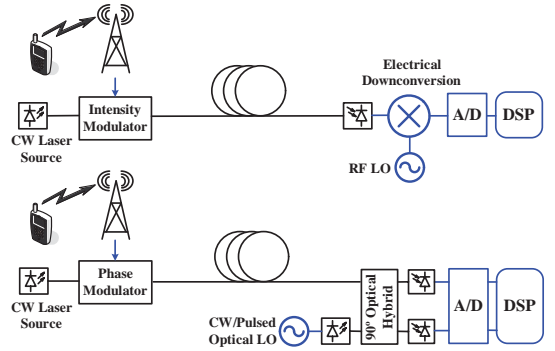 Electrical
Downconversion
Intensity
Modulator
A/D
DSP
CW Laser
Source
RF LO
Phase
Modulator
CW Laser
Source
CW/Pulsed
Optical LO
90° Optical
Hybrid
A/D
DSP